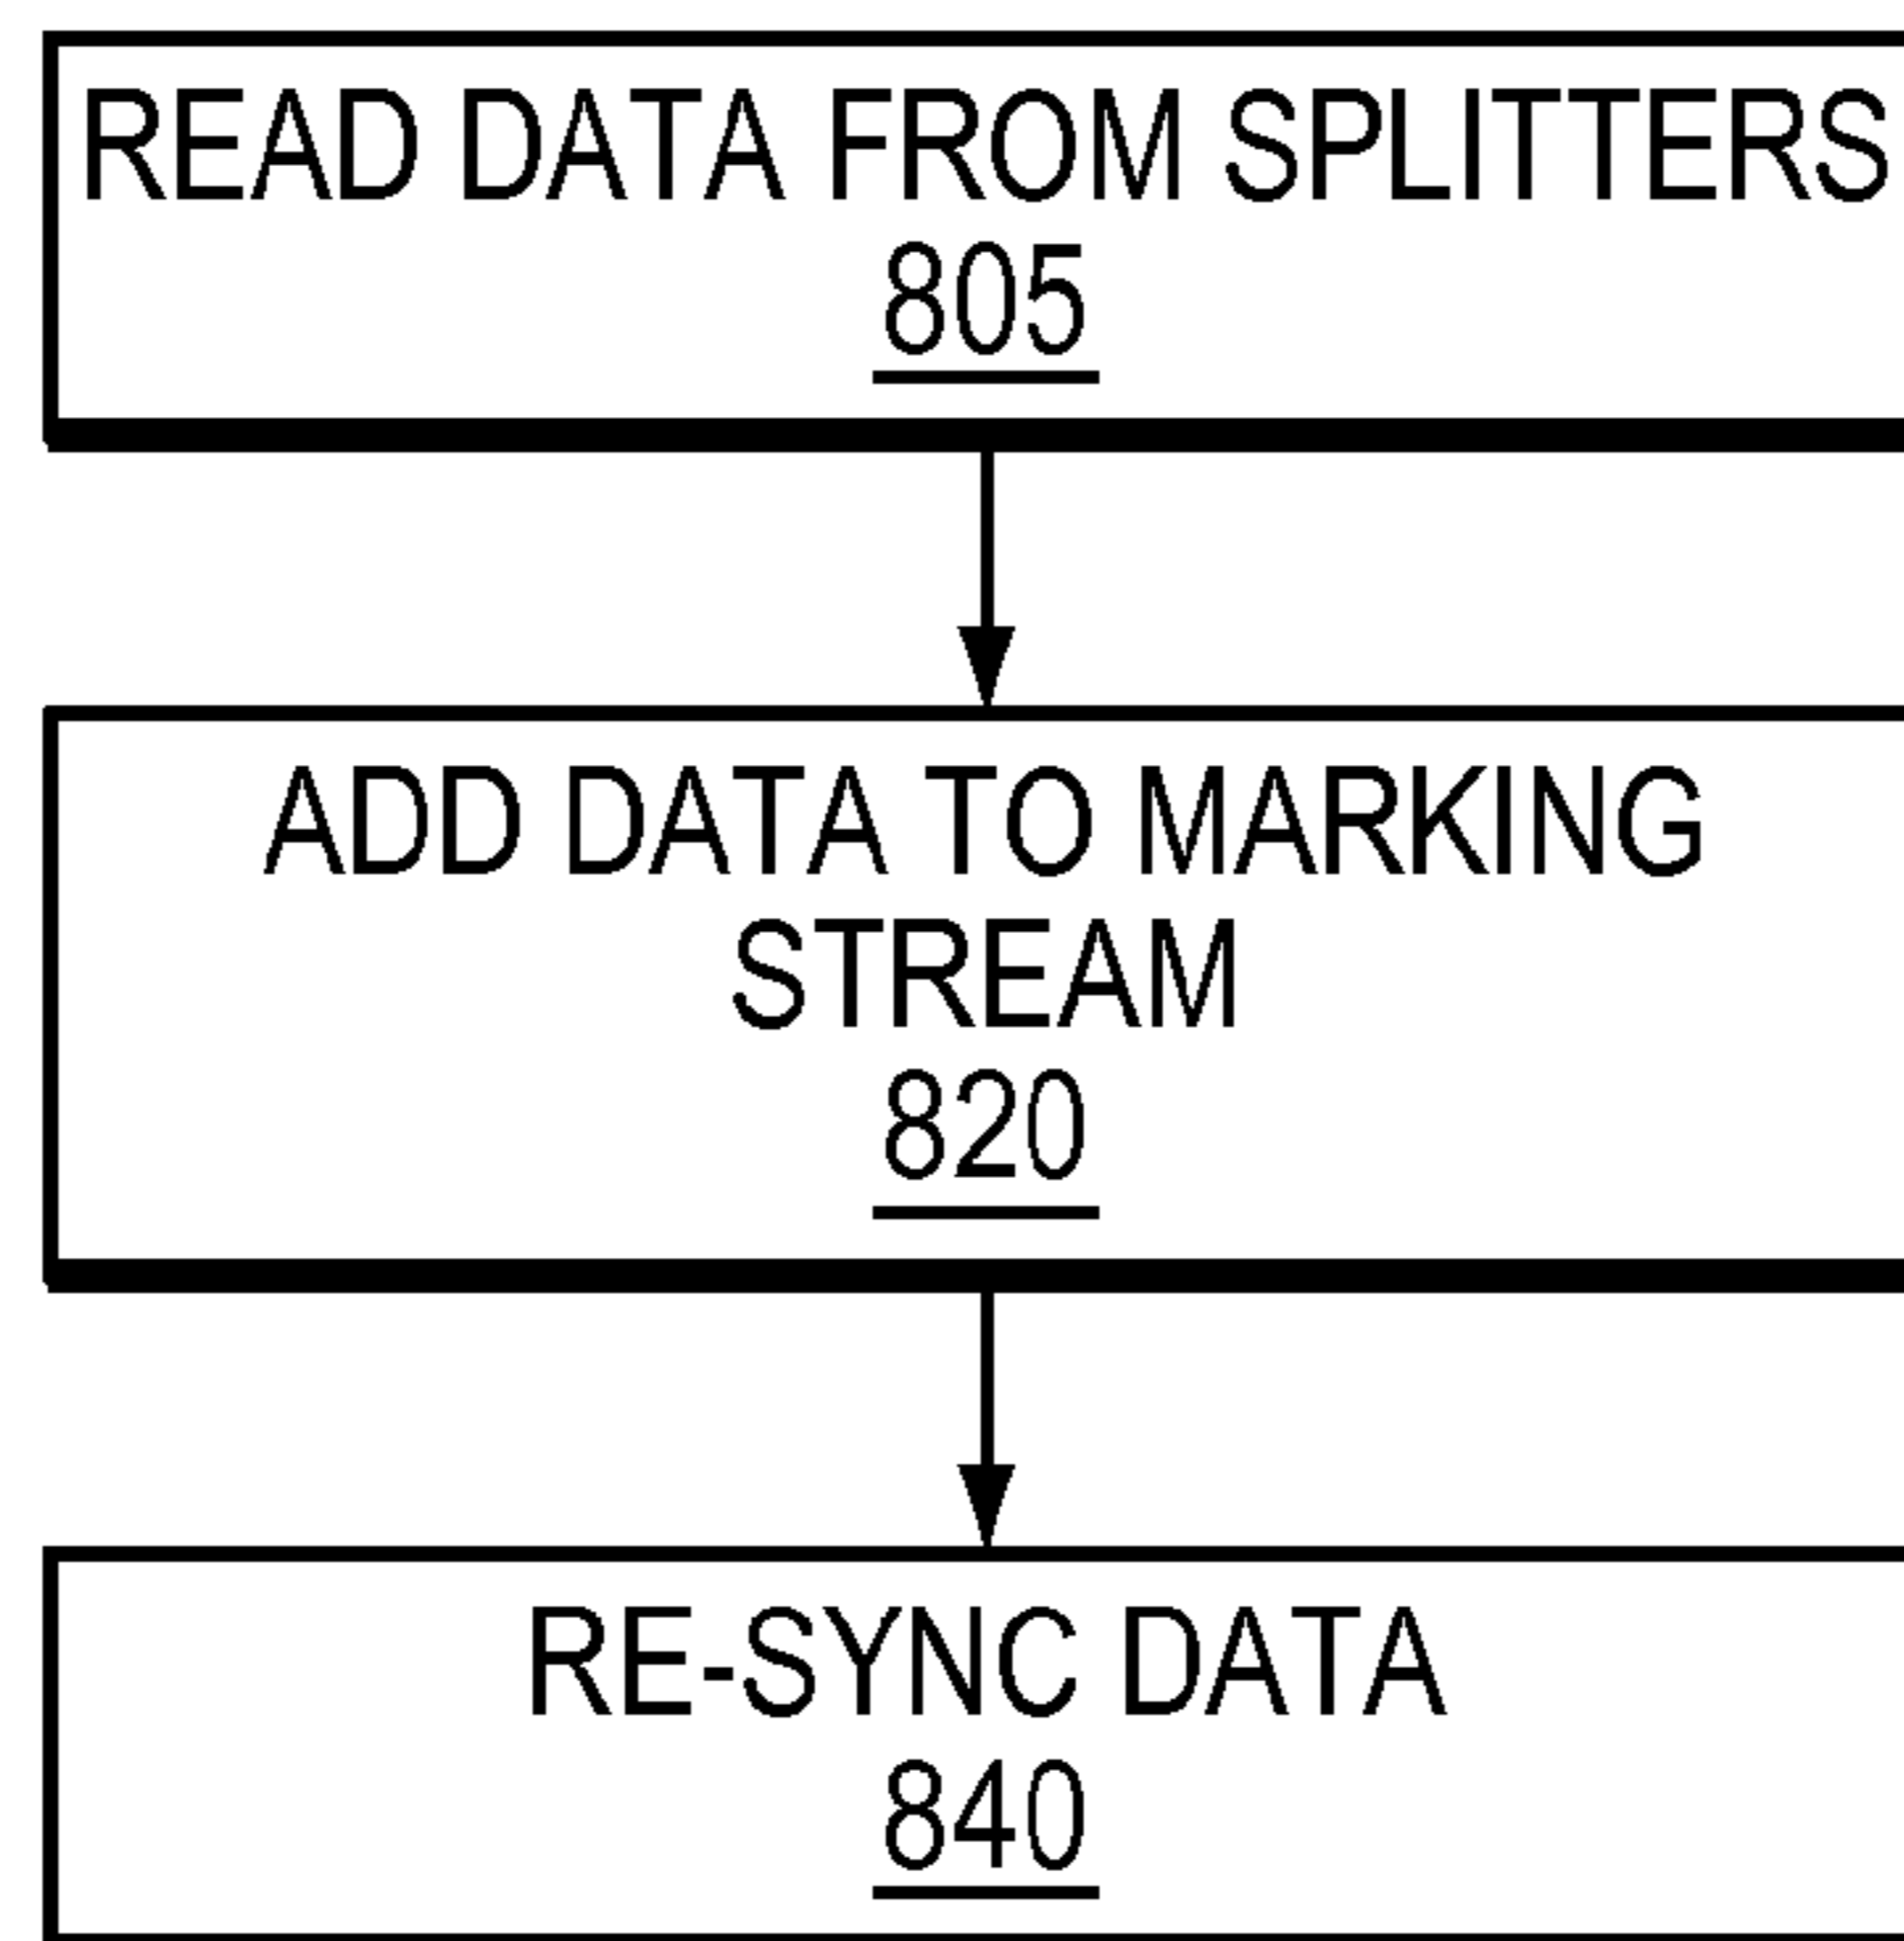 READ DATA FROM SPLITTERS
805
ADD DATA TO MARKING
STREAM
820
RE-SYNC DATA
840